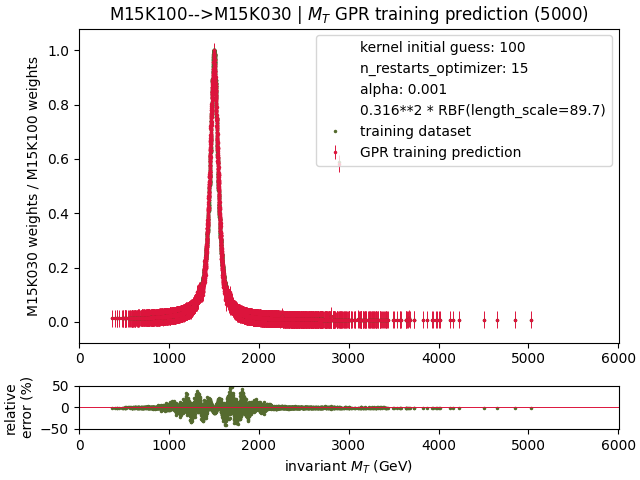 M15K100-->M15K030 | M_T GPR training prediction (5000)
M15K030 weights / M15K100 weights
1.0
0.8
0.6
0.4
0.2
0.0
kernel initial guess: 100
n_restarts_optimizer: 15
alpha: 0.001
0.316**2 * RBF(length_scale=89.7)
training dataset
GPR training prediction
0 1000 2000 3000 4000 5000 6000
relative
error (%)
50
0
−50
0 1000 2000 3000 4000 5000 6000
invariant M_T (GeV)